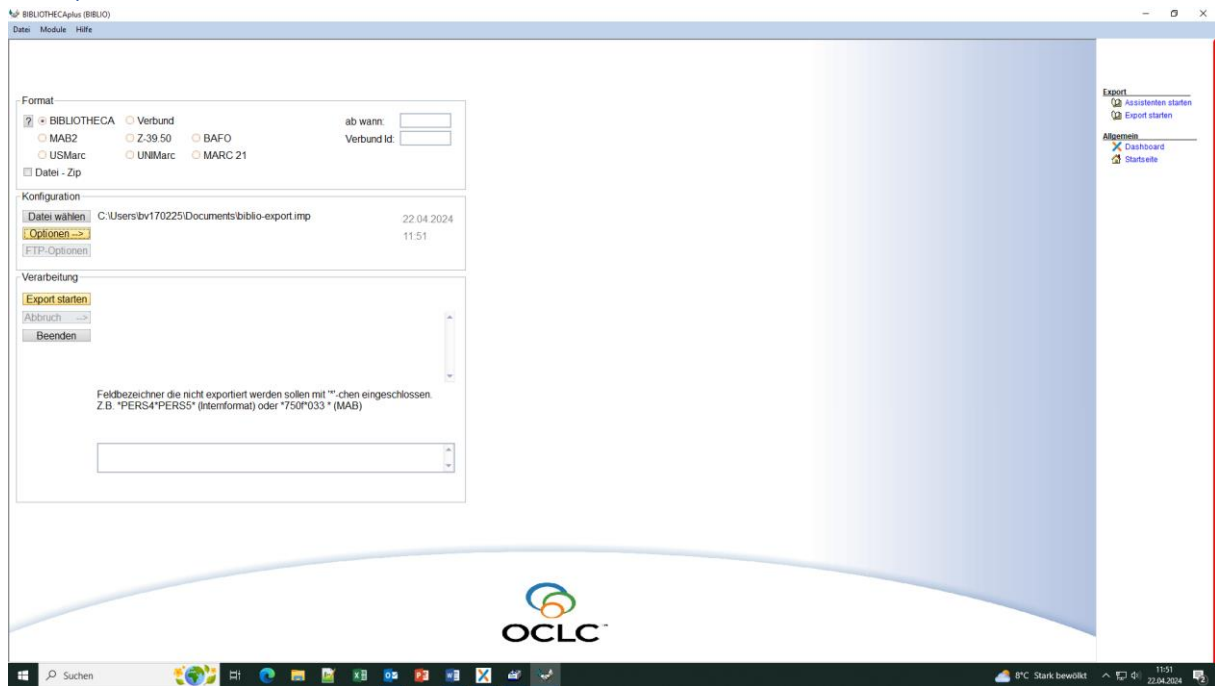 BIBLIOTHECAplus (BIBLIO)
Datei Module Hilfe
Format
? BIBLIOTHECA Verbund ab wann:
MAB2 Z-39.50 BAFO Verbund Id:
USMarc UNIMarc MARC 21
Datei - Zip
Konfiguration
Datei wählen C:\Users\bv170225\Documents\biblio-export.imp 22.04.2024
Optionen --> 11:51
FTP-Optionen
Verarbeitung
Export starten
Abbruch -->
Beenden
Feldbezeichner die nicht exportiert werden sollen mit "*"-chen eingeschlossen.
Z.B. *PERS4*PERS5* (Internformat) oder *750f*033 * (MAB)
Export
Assistenten starten
Export starten
Allgemein
Dashboard
Startseite
OCLC™
Suchen
8°C Stark bewölkt
11:51
22.04.2024
2